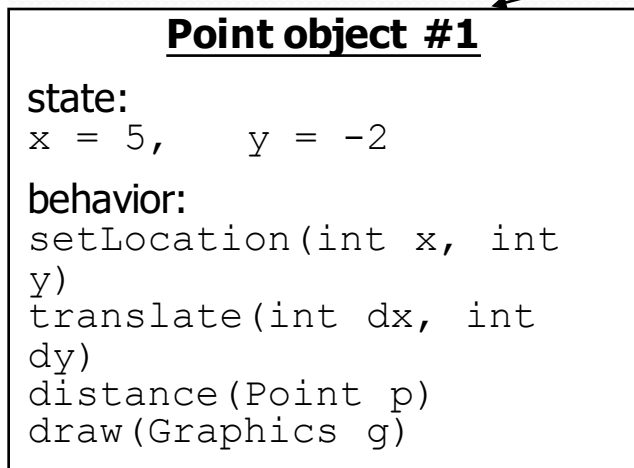 Point object #1
state:
x = 5,   y = -2
behavior:
setLocation(int x, int
y)
translate(int dx, int
dy)
distance(Point p)
draw(Graphics g)